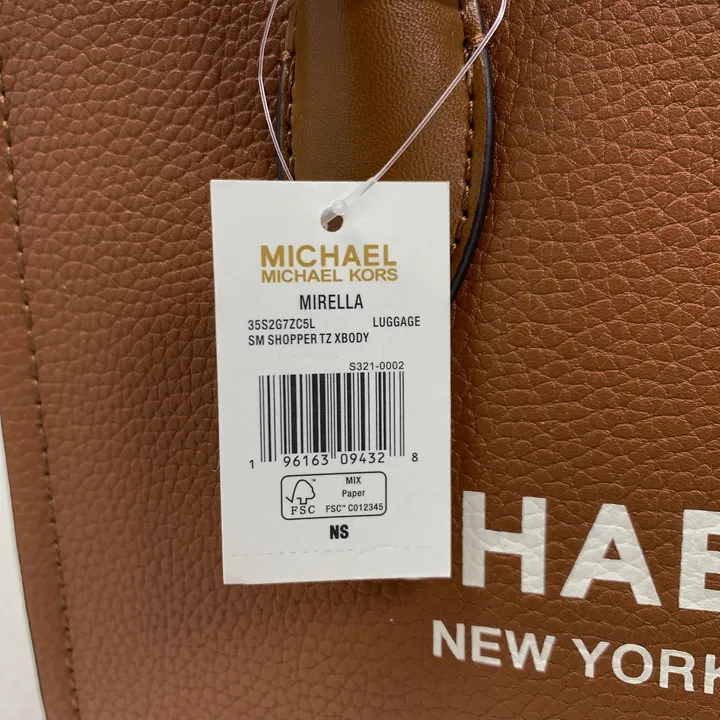 MICHAEL
MICHAEL KORS
MIRELLA
35S2G7ZC5L LUGGAGE
SM SHOPPER TZ XBODY
S321-0002
1 96163 09432 8
FSC™
MIX
Paper
FSC™ C012345
NS
HAE
NEW YORK